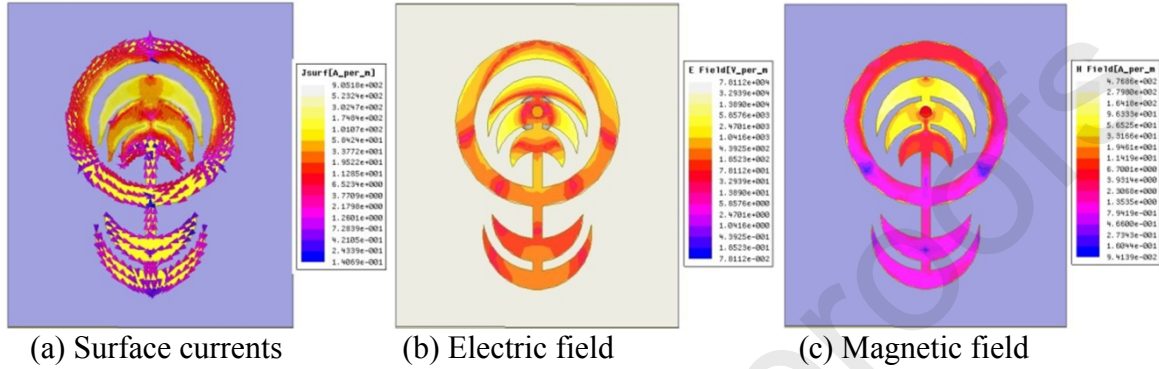 Jsurf[A_per_m]
9.0518e+002
5.2324e+002
3.0247e+002
1.7484e+002
1.0107e+002
5.8424e+001
3.3772e+001
1.9522e+001
1.1285e+001
6.5234e+000
3.7709e+000
2.1798e+000
1.2601e+000
7.2839e-001
4.2105e-001
2.4339e-001
1.4069e-001
E Field[V_per_m
7.8112e+004
3.2939e+004
1.3890e+004
5.8576e+003
2.4701e+003
1.0416e+003
4.3925e+002
1.8523e+002
7.8112e+001
3.2939e+001
1.3890e+001
5.8576e+000
2.4701e+000
1.0416e+000
4.3925e-001
1.8523e-001
7.8112e-002
H Field[A_per_m
4.7686e+002
2.7980e+002
1.6418e+002
9.6333e+001
5.6525e+001
3.3166e+001
1.9461e+001
1.1419e+001
6.7001e+000
3.9314e+000
2.3068e+000
1.3535e+000
7.9419e-001
4.6600e-001
2.7343e-001
1.6044e-001
9.4139e-002
(a) Surface currents
(b) Electric field
(c) Magnetic field